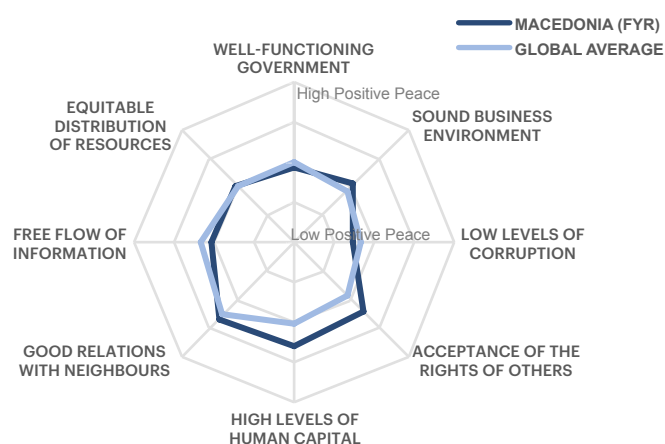 MACEDONIA (FYR)
GLOBAL AVERAGE
WELL-FUNCTIONING
GOVERNMENT
High Positive Peace
EQUITABLE
DISTRIBUTION
OF RESOURCES
SOUND BUSINESS
ENVIRONMENT
FREE FLOW OF
INFORMATION
Low Positive Peace
LOW LEVELS OF
CORRUPTION
GOOD RELATIONS
WITH NEIGHBOURS
ACCEPTANCE OF THE
RIGHTS OF OTHERS
HIGH LEVELS OF
HUMAN CAPITAL